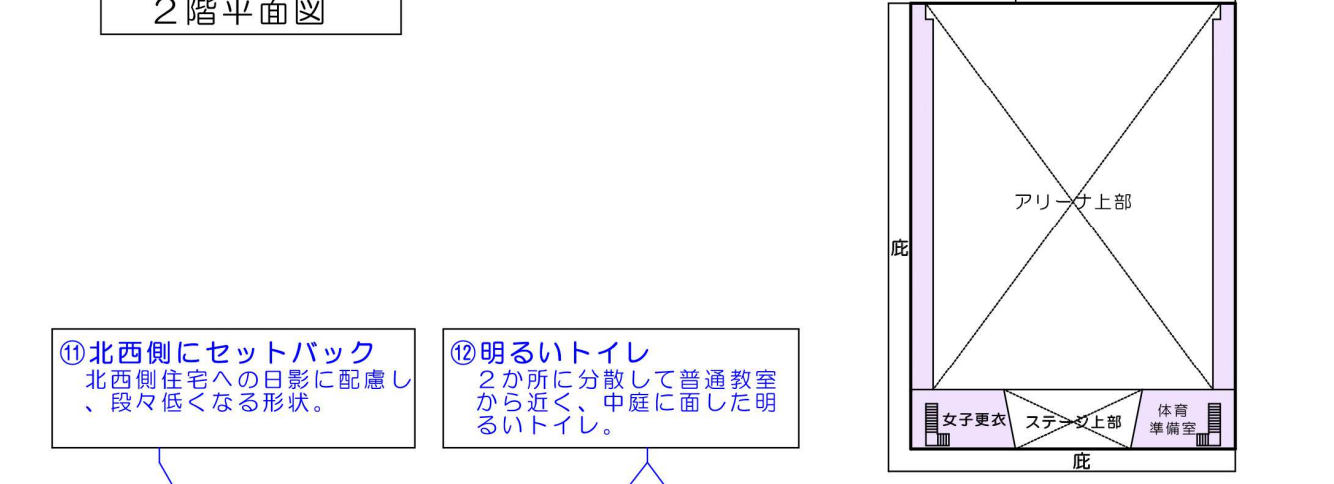 2階平面図
アリーナ上部
庇
⑪北西側にセットバック
北西側住宅への日影に配慮し
、段々低くなる形状。
⑫明るいトイレ
2か所に分散して普通教室
から近く、中庭に面した明
るいトイレ。
女子更衣
ステージ上部
体育
準備室
庇